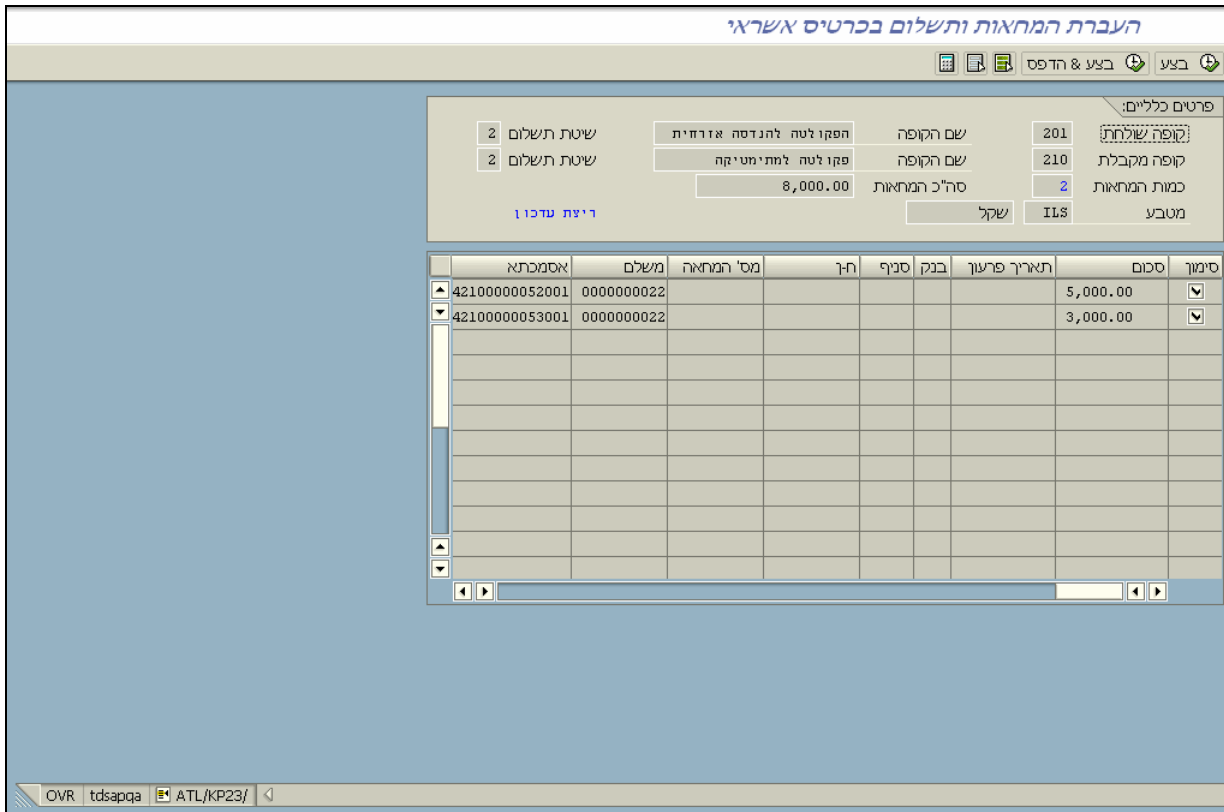 העברת המחאות ותשלום בכרטיס אשראי
בצע בצע & הדפס
פרטים כלליים:
קופה שולחת 201 שם הקופה הפקולטה להנדסה אזרחית שיטת תשלום 2
קופה מקבלת 210 שם הקופה פקולטה למתימטיקה שיטת תשלום 2
כמות המחאות 2 סה"כ המחאות 8,000.00
מטבע ILS שקל ריצת עדכון
סימון סכום תאריך פרעון בנק סניף ח-ן מס' המחאה משלם אסמכתא
5,000.00 0000000022 42100000052001
3,000.00 0000000022 42100000053001
OVR tdsapqa ATL/KP23/